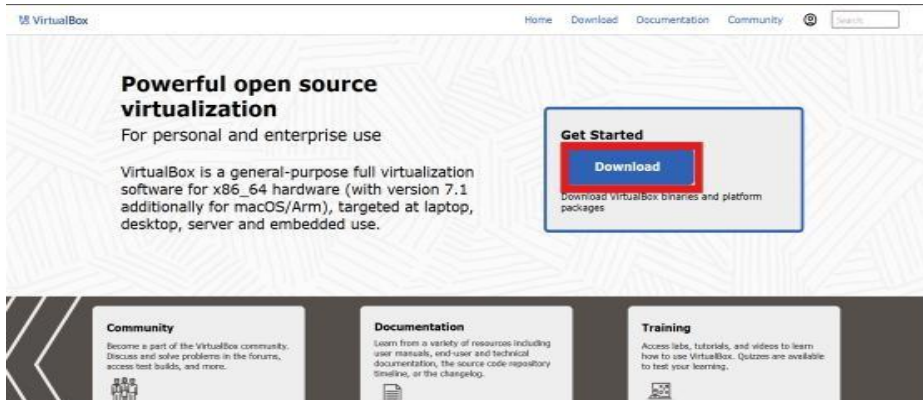 VirtualBox
Home Download Documentation Community Search
Powerful open source
virtualization
For personal and enterprise use
VirtualBox is a general-purpose full virtualization
software for x86_64 hardware (with version 7.1
additionally for macOS/Arm), targeted at laptop,
desktop, server and embedded use.
Get Started
Download
Download VirtualBox binaries and platform
packages
Community
Become a part of the VirtualBox community.
Discuss and solve problems in the forums,
access test builds, and more.
Documentation
Learn from a variety of resources including
user manuals, end-user and technical
documentation, the source code repository
timeline, or the changelog.
Training
Access labs, tutorials, and videos to learn
how to use VirtualBox. Quizzes are available
to test your learning.